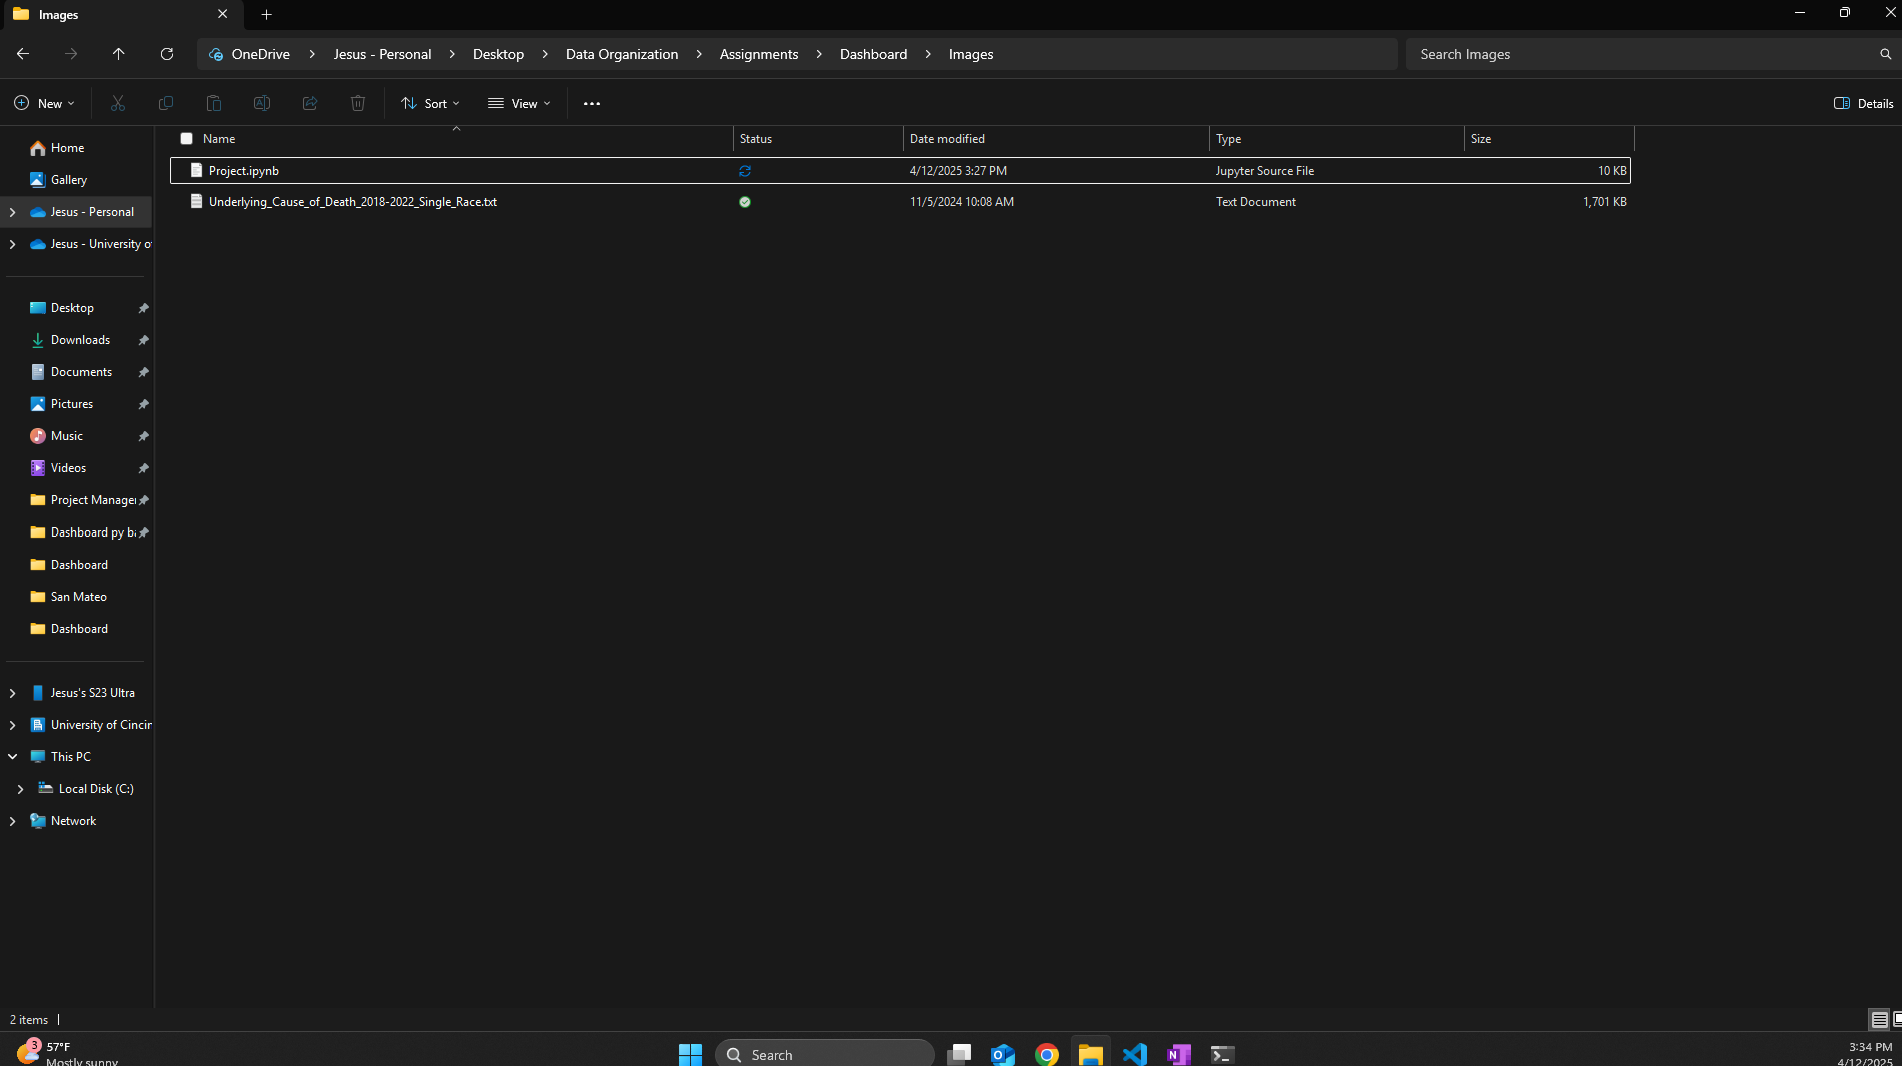 Images
OneDrive > Jesus - Personal > Desktop > Data Organization > Assignments > Dashboard > Images
Search Images
New
Sort
View
Details
Name Status Date modified Type Size
Project.ipynb 4/12/2025 3:27 PM Jupyter Source File 10 KB
Underlying_Cause_of_Death_2018-2022_Single_Race.txt 11/5/2024 10:08 AM Text Document 1,701 KB
Home
Gallery
Jesus - Personal
Jesus - University of
Desktop
Downloads
Documents
Pictures
Music
Videos
Project Manage
Dashboard py ba
Dashboard
San Mateo
Dashboard
Jesus's S23 Ultra
University of Cincin
This PC
Local Disk (C:)
Network
2 items
3
57°F
Mostly sunny
Search
3:34 PM
4/12/2025